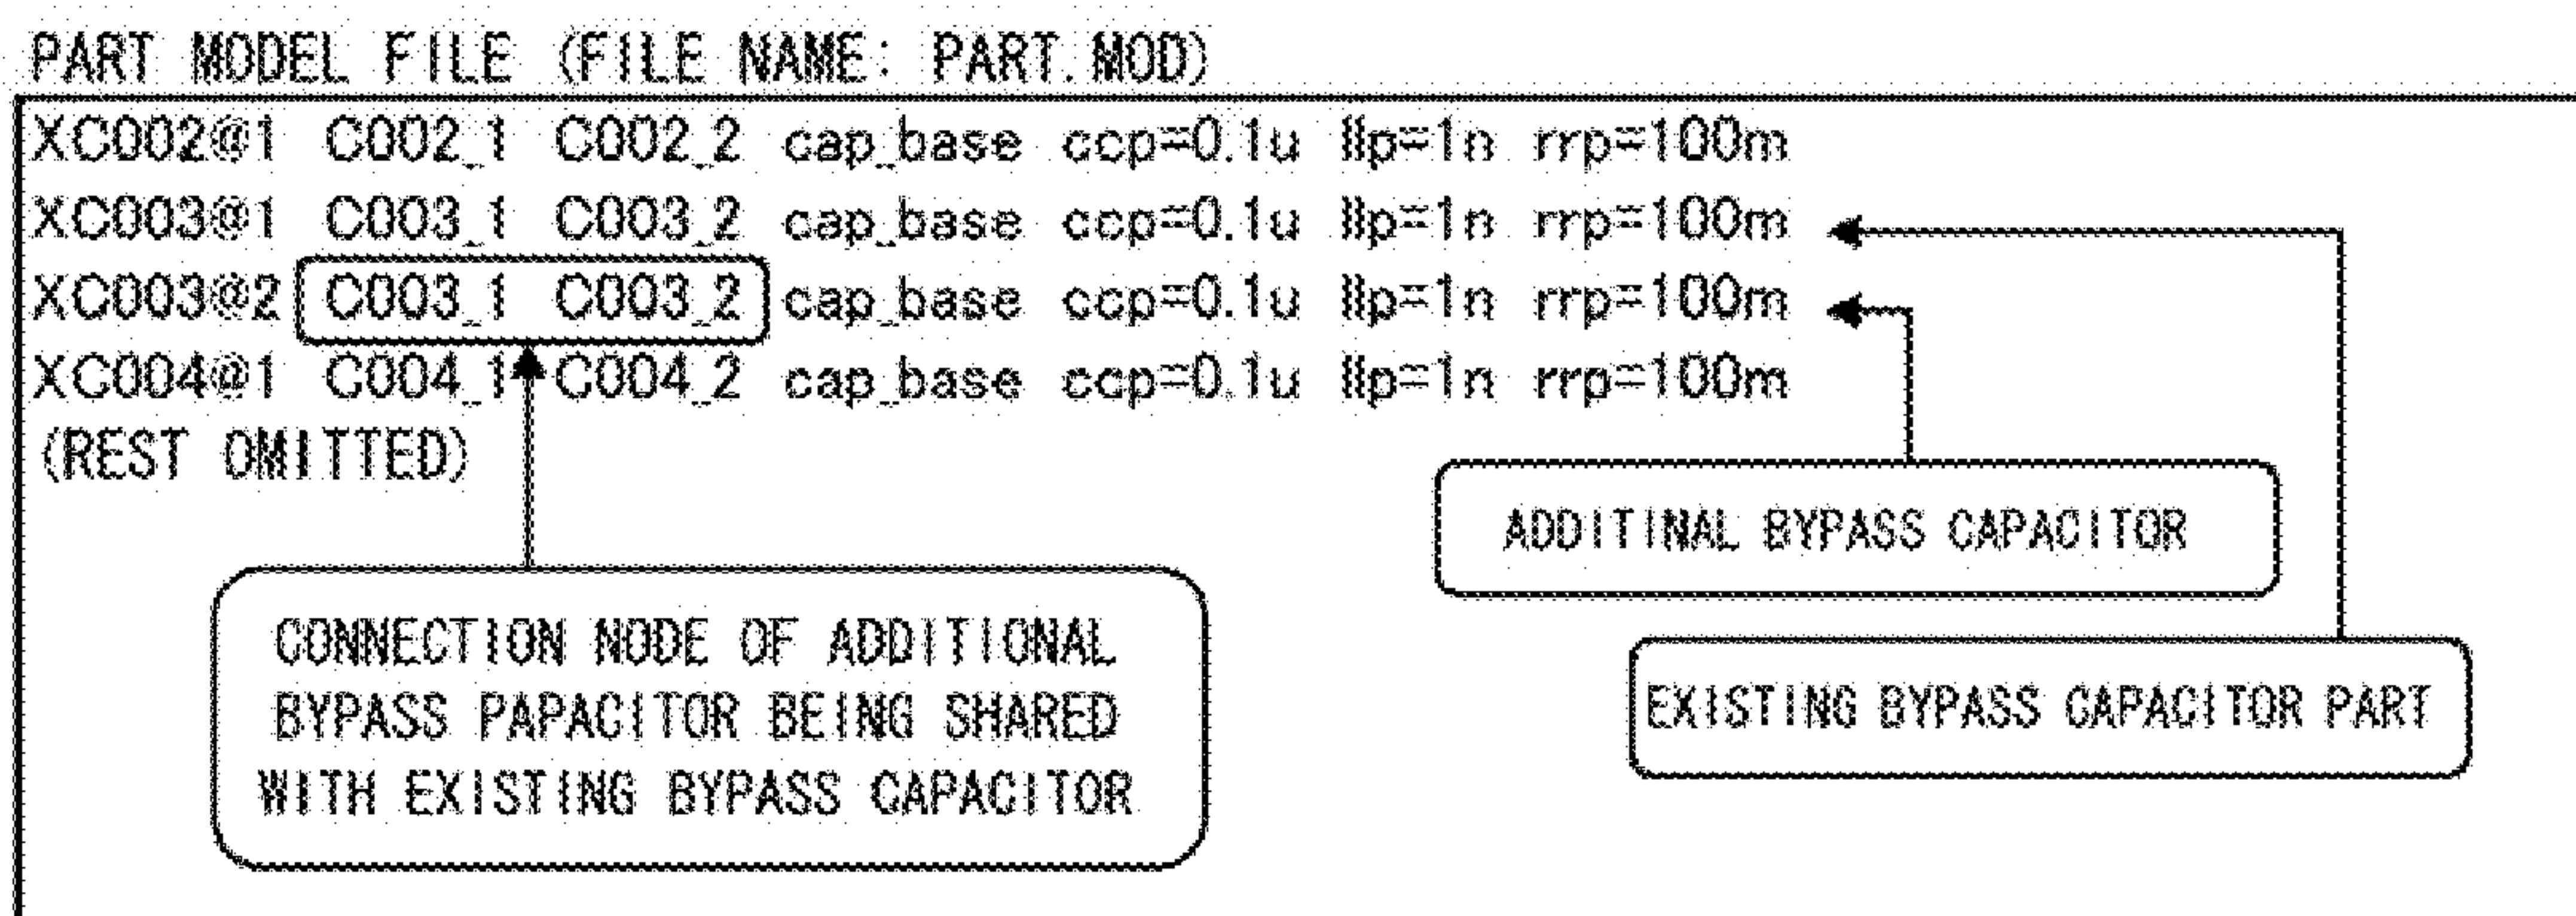 PART MODEL FILE (FILE NAME: PART.MOD)
XC002@1 C002_1 C002_2 cap_base ccp=0.1u llp=1n rrp=100m
XC003@1 C003_1 C003_2 cap_base ccp=0.1u llp=1n rrp=100m
XC003@2 C003_1 C003_2 cap_base ccp=0.1u llp=1n rrp=100m
XC004@1 C004_1 C004_2 cap_base ccp=0.1u llp=1n rrp=100m
(REST OMITTED)
ADDITINAL BYPASS CAPACITOR
CONNECTION NODE OF ADDITIONAL
BYPASS PAPACITOR BEING SHARED
WITH EXISTING BYPASS CAPACITOR
EXISTING BYPASS CAPACITOR PART